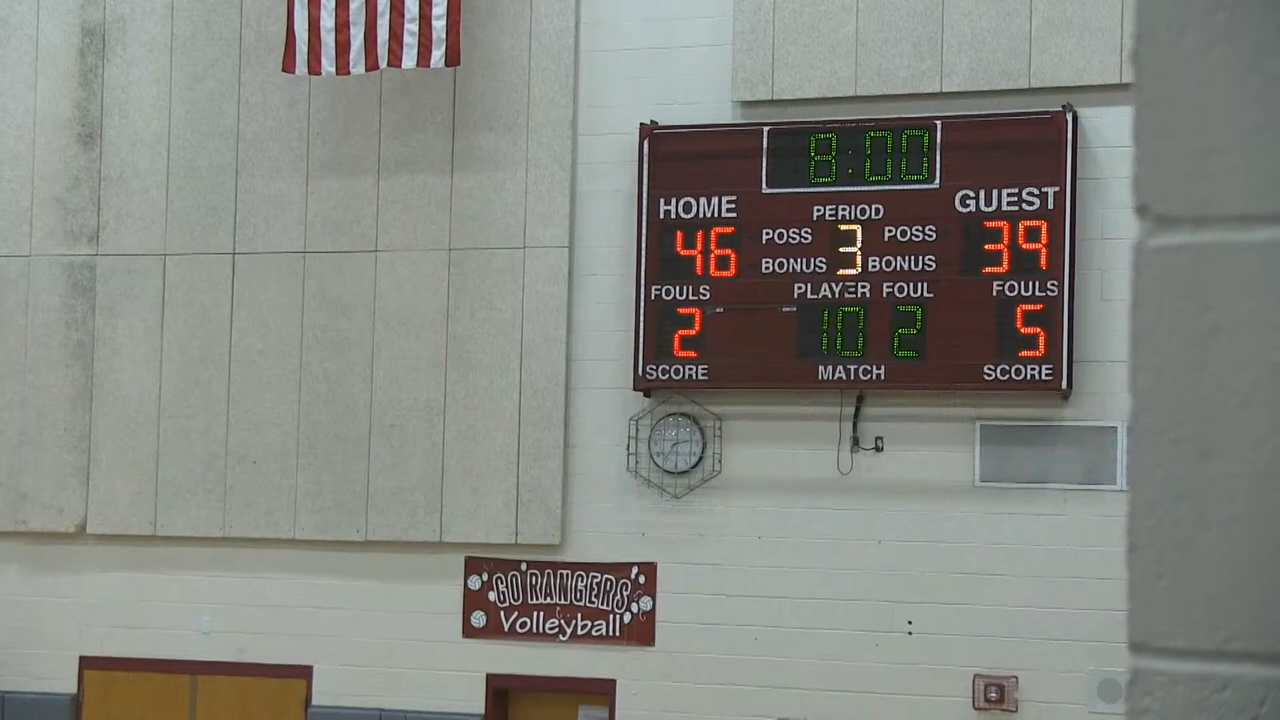 8:00
HOME
GUEST
PERIOD
46
POSS 3 POSS
39
BONUS BONUS
FOULS
PLAYER FOUL
FOULS
2
10 2
5
SCORE
MATCH
SCORE
GO RANGERS
Volleyball